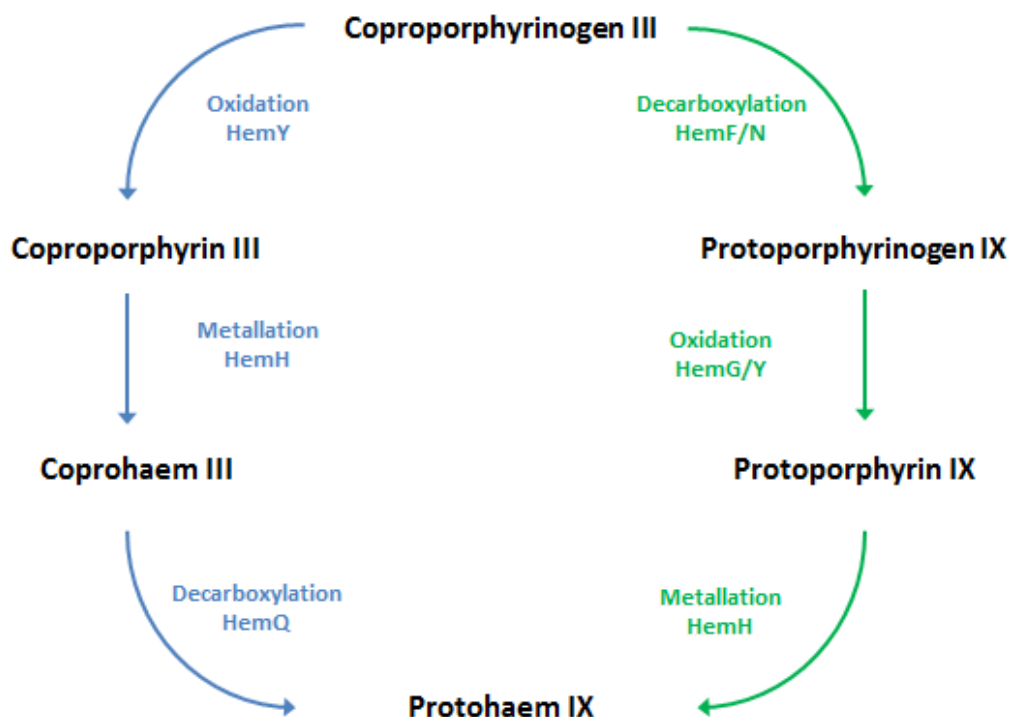 Coproporphyrinogen III
Oxidation
HemY
Decarboxylation
HemF/N
Coproporphyrin III
Protoporphyrinogen IX
Metallation
HemH
Oxidation
HemG/Y
Coprohaem III
Protoporphyrin IX
Decarboxylation
HemQ
Metallation
HemH
Protohaem IX